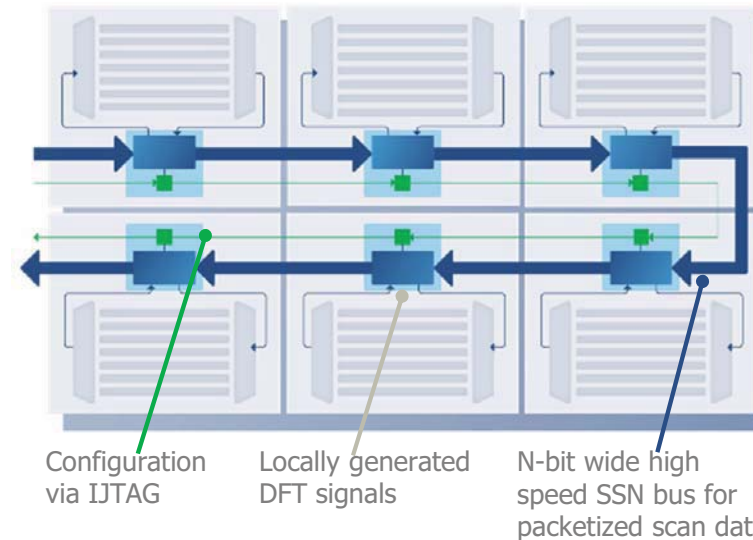 Configuration
via IJTAG
Locally generated
DFT signals
N-bit wide high
speed SSN bus for
packetized scan dat